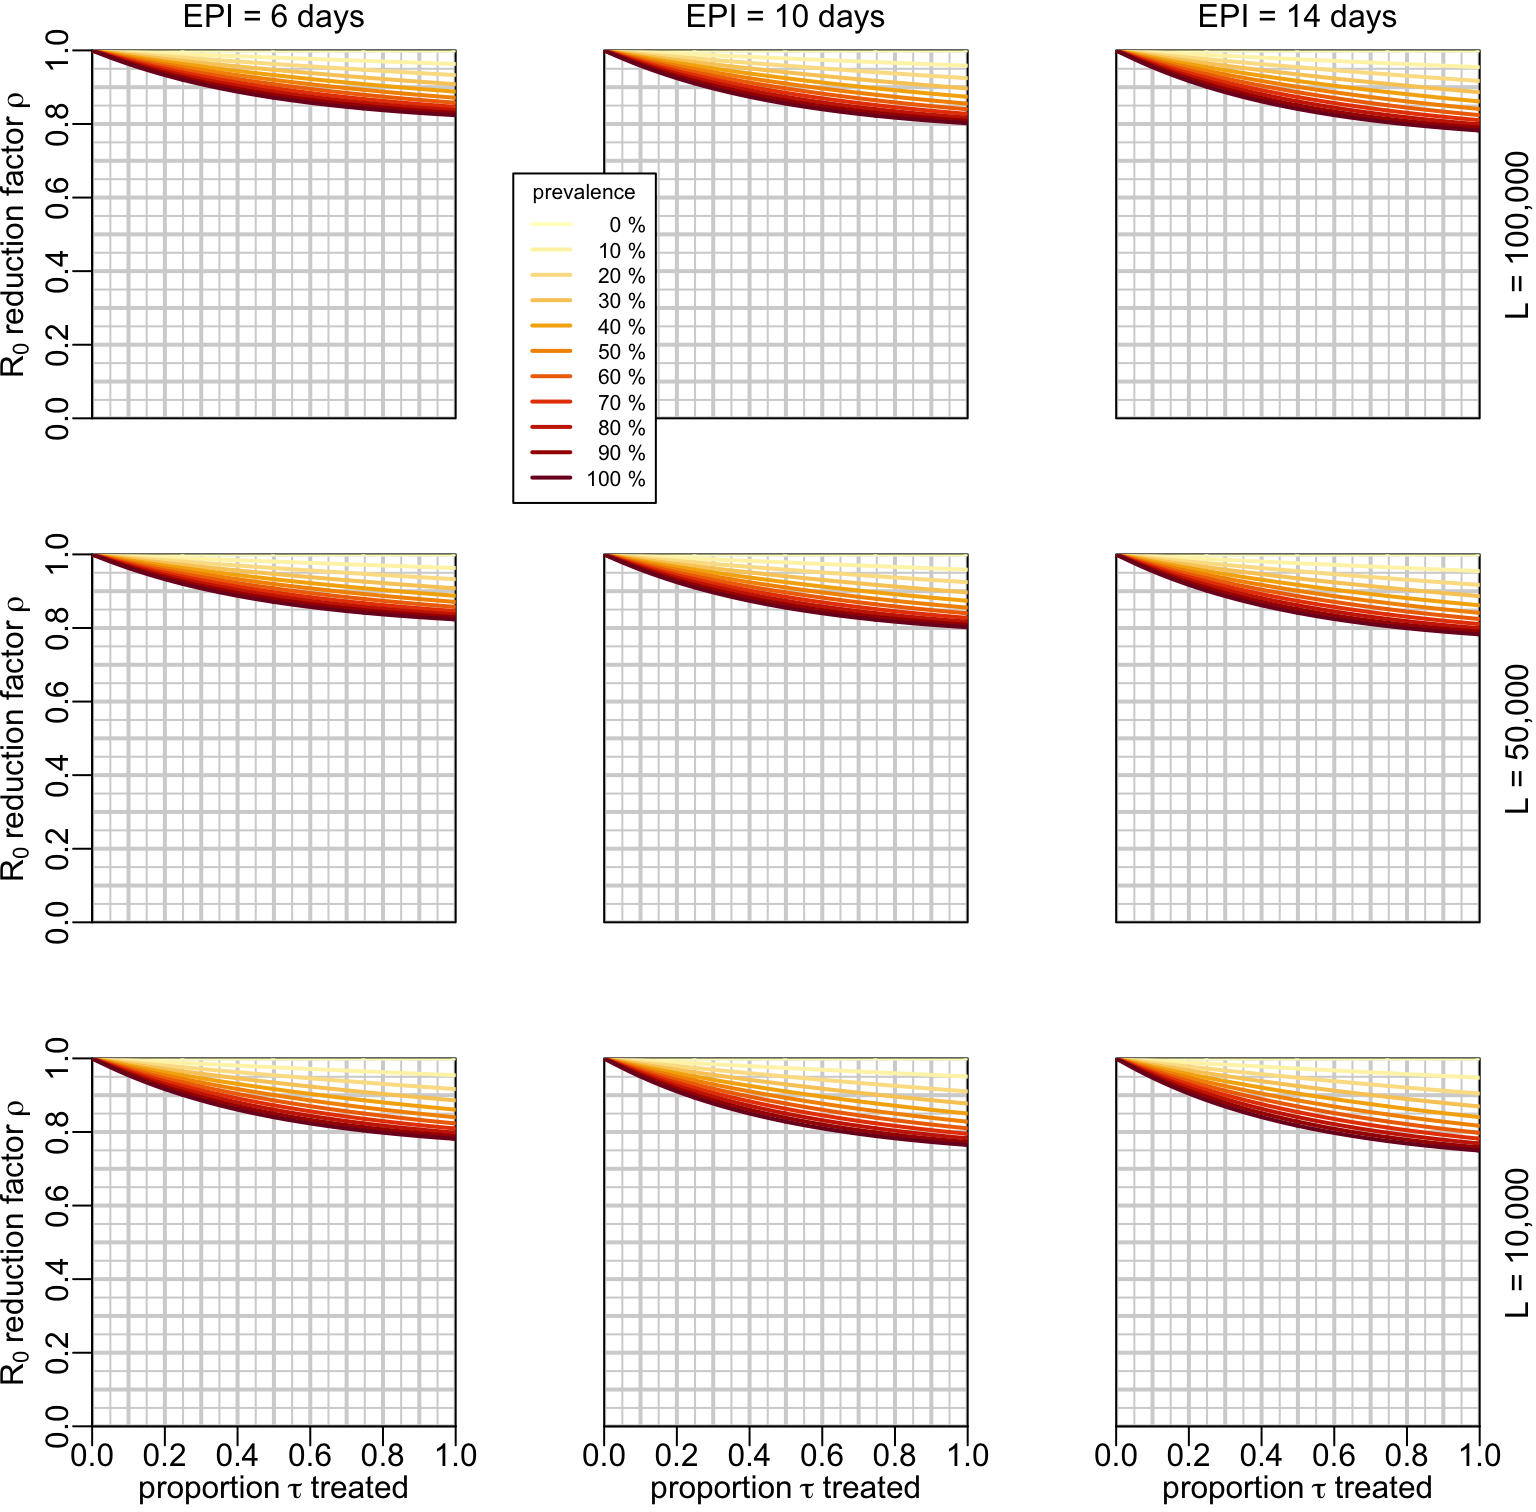 EPI = 6 days
EPI = 10 days
EPI = 14 days
R0 reduction factor ρ
1.0
0.8
0.6
0.4
0.2
0.0
prevalence
0 %
10 %
20 %
30 %
40 %
50 %
60 %
70 %
80 %
90 %
100 %
L = 100,000
R0 reduction factor ρ
1.0
0.8
0.6
0.4
0.2
0.0
L = 50,000
R0 reduction factor ρ
1.0
0.8
0.6
0.4
0.2
0.0
L = 10,000
0.0 0.2 0.4 0.6 0.8 1.0
0.0 0.2 0.4 0.6 0.8 1.0
0.0 0.2 0.4 0.6 0.8 1.0
proportion τ treated
proportion τ treated
proportion τ treated